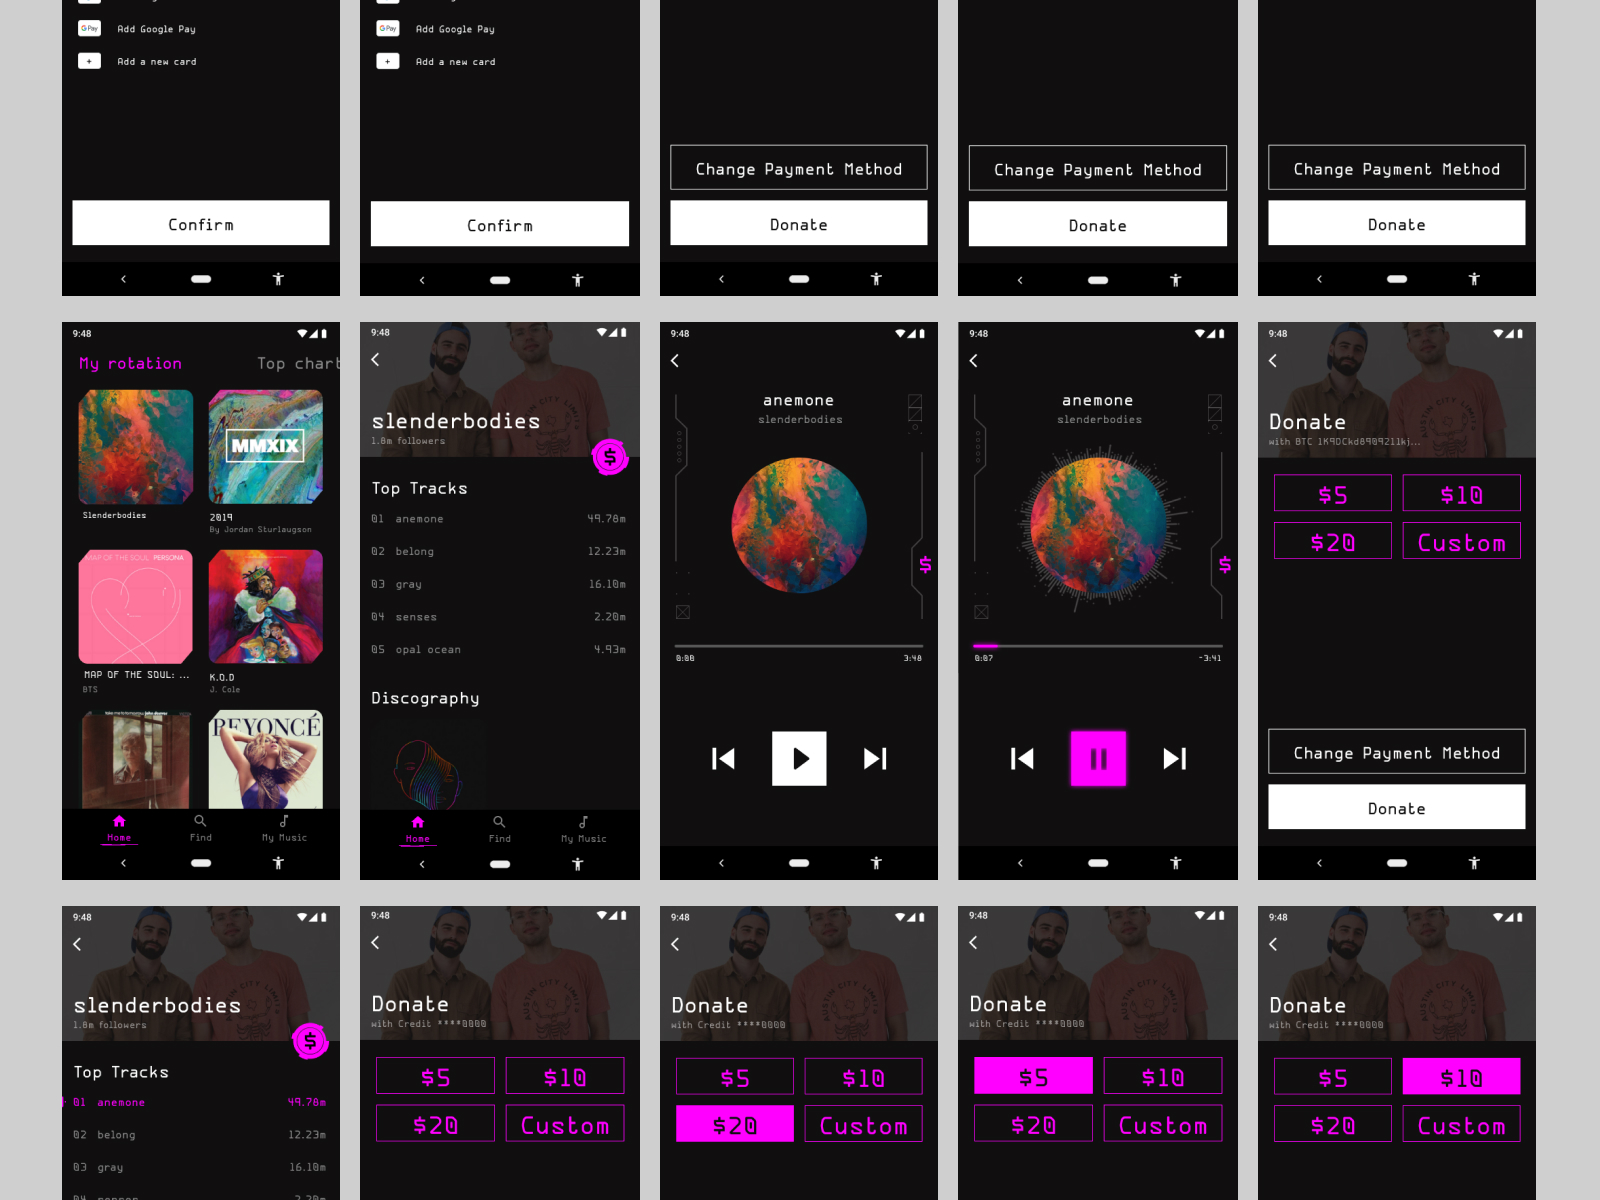 G Pay Add Google Pay
+ Add a new card
Confirm
G Pay Add Google Pay
+ Add a new card
Confirm
Change Payment Method
Donate
Change Payment Method
Donate
Change Payment Method
Donate
9:48
My rotation Top chart
MMXIX
Slenderbodies
2019
By Jordan Sturlaugson
MAP OF THE SOUL PERSONA
MAP OF THE SOUL: ...
BTS
K.O.D
J. Cole
BEYONCÉ
Home Find My Music
9:48
slenderbodies
1.8m followers
$
Top Tracks
01 anemone 49.78m
02 belong 12.23m
03 gray 16.10m
04 senses 2.20m
05 opal ocean 4.93m
Discography
Home Find My Music
9:48
anemone
slenderbodies
$
0:00 3:48
9:48
anemone
slenderbodies
$
0:07 -3:41
9:48
Donate
with BTC 1K9DCkd8909211kj...
$5 $10
$20 Custom
Change Payment Method
Donate
9:48
slenderbodies
1.8m followers
$
Top Tracks
01 anemone 49.78m
02 belong 12.23m
03 gray 16.10m
9:48
Donate
with Credit ****0000
$5 $10
$20 Custom
9:48
Donate
with Credit ****0000
$5 $10
$20 Custom
9:48
Donate
with Credit ****0000
$5 $10
$20 Custom
9:48
Donate
with Credit ****0000
$5 $10
$20 Custom